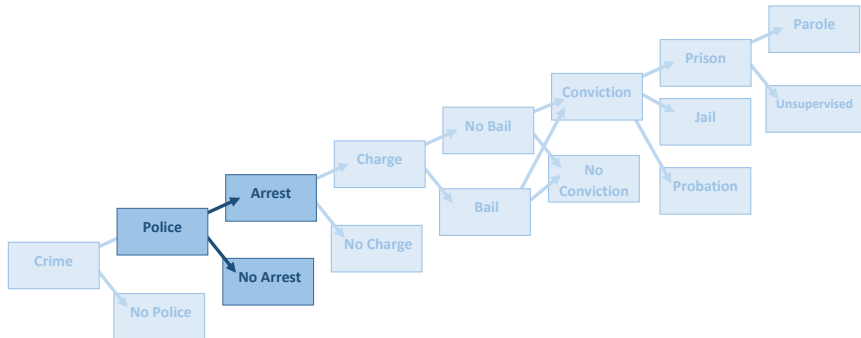 Parole
Prison
Conviction
Unsupervised
Jail
No Bail
Charge
No
Conviction
Probation
Arrest
Bail
Police
No Charge
Crime
No Arrest
No Police